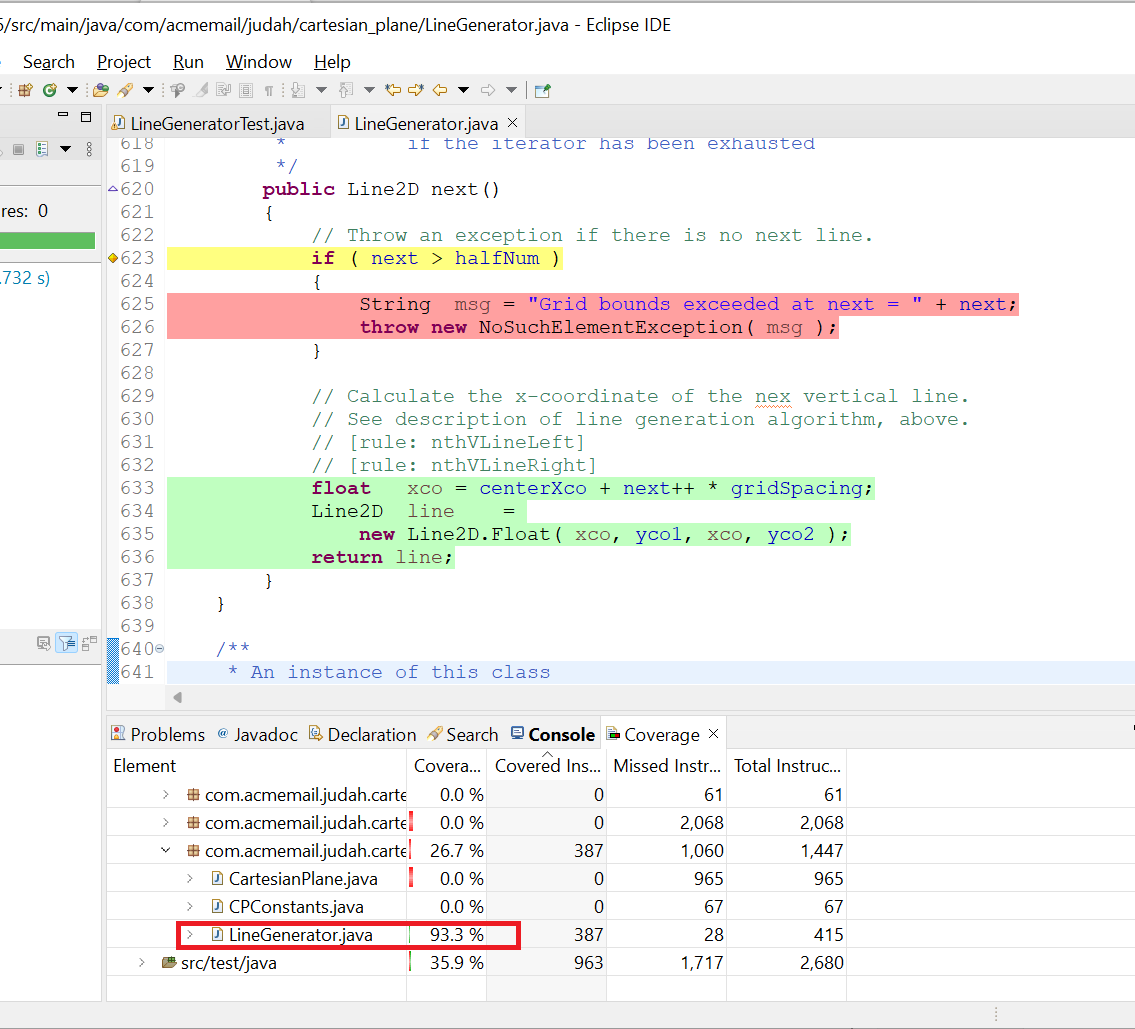 5/src/main/java/com/acmemail/judah/cartesian_plane/LineGenerator.java - Eclipse IDE
Search Project Run Window Help
LineGeneratorTest.java LineGenerator.java
618 * if the iterator has been exhausted
619 */
620 public Line2D next()
621 {
622 // Throw an exception if there is no next line.
623 if ( next > halfNum )
624 {
625 String msg = "Grid bounds exceeded at next = " + next;
626 throw new NoSuchElementException( msg );
627 }
628
629 // Calculate the x-coordinate of the nex vertical line.
630 // See description of line generation algorithm, above.
631 // [rule: nthVLineLeft]
632 // [rule: nthVLineRight]
633 float xco = centerXco + next++ * gridSpacing;
634 Line2D line =
635 new Line2D.Float( xco, yco1, xco, yco2 );
636 return line;
637 }
638 }
639
640 /**
641 * An instance of this class
res: 0
.732 s)
Problems @ Javadoc Declaration Search Console Coverage
Element Covera... Covered Ins... Missed Instr... Total Instruc...
com.acmemail.judah.carte 0.0 % 0 61 61
com.acmemail.judah.carte 0.0 % 0 2,068 2,068
com.acmemail.judah.carte 26.7 % 387 1,060 1,447
CartesianPlane.java 0.0 % 0 965 965
CPConstants.java 0.0 % 0 67 67
LineGenerator.java 93.3 % 387 28 415
src/test/java 35.9 % 963 1,717 2,680